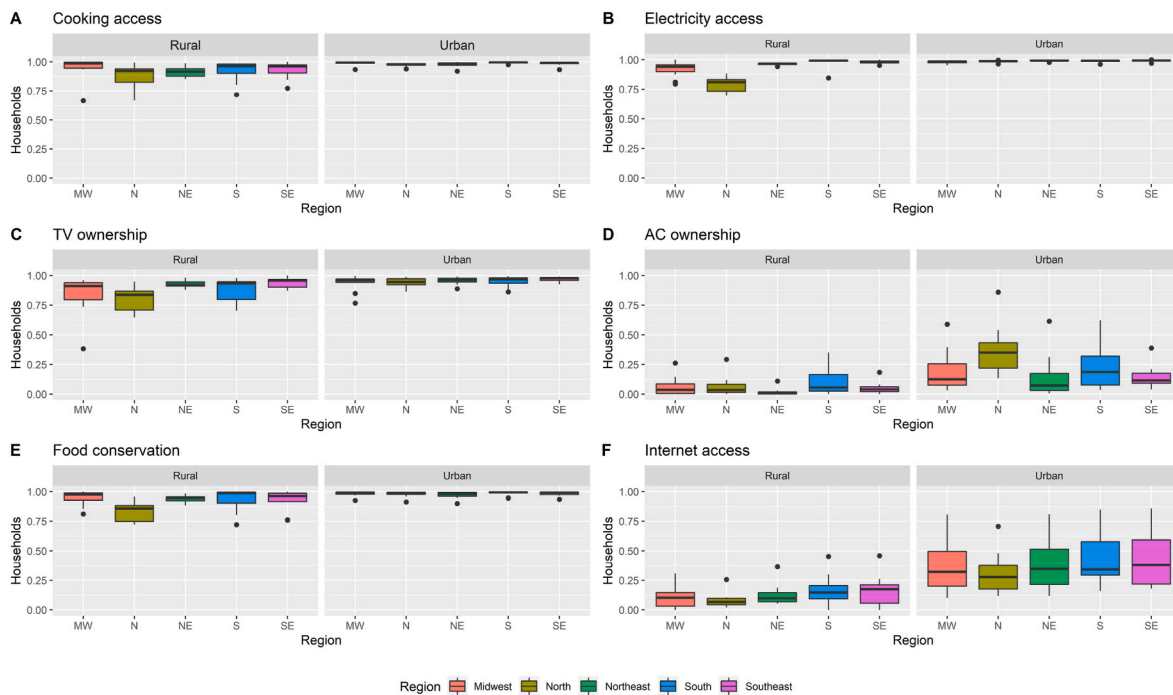 A Cooking access
Rural Urban
Households
1.00
0.75
0.50
0.25
0.00
MW N NE S SE MW N NE S SE
Region
B Electricity access
Rural Urban
Households
1.00
0.75
0.50
0.25
0.00
MW N NE S SE MW N NE S SE
Region
C TV ownership
Rural Urban
Households
1.00
0.75
0.50
0.25
0.00
MW N NE S SE MW N NE S SE
Region
D AC ownership
Rural Urban
Households
1.00
0.75
0.50
0.25
0.00
MW N NE S SE MW N NE S SE
Region
E Food conservation
Rural Urban
Households
1.00
0.75
0.50
0.25
0.00
MW N NE S SE MW N NE S SE
Region
F Internet access
Rural Urban
Households
1.00
0.75
0.50
0.25
0.00
MW N NE S SE MW N NE S SE
Region
Region Midwest North Northeast South Southeast